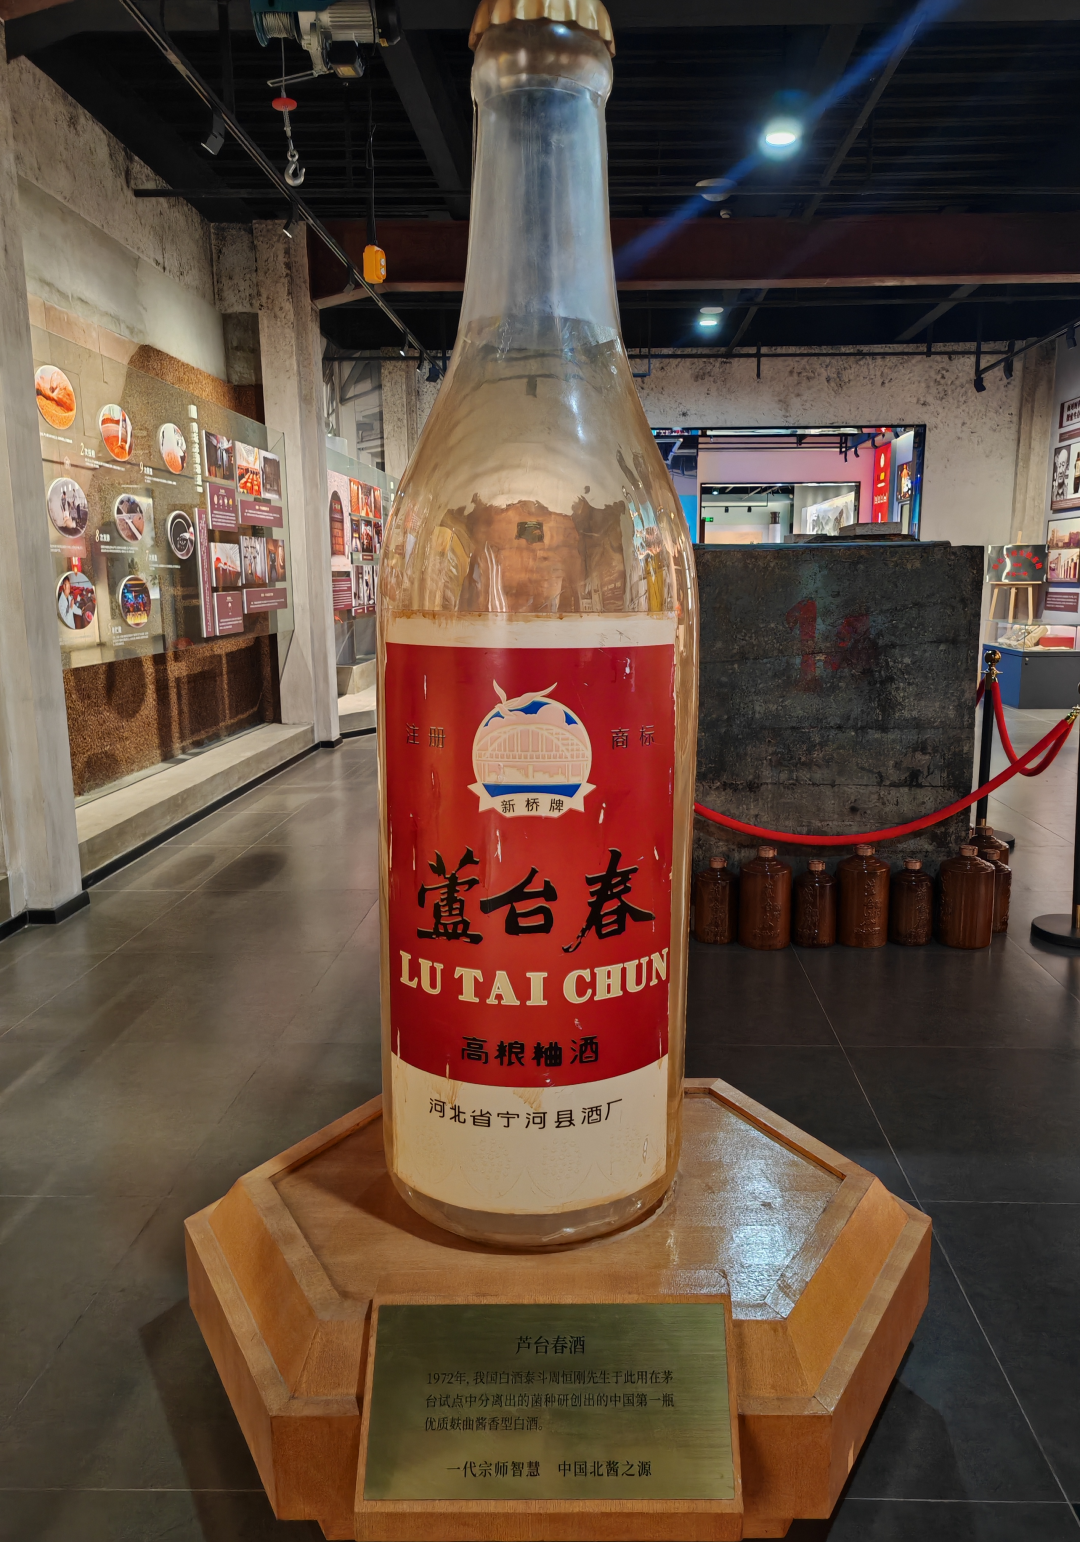 注册 商标
新桥牌
蘆台春
LU TAI CHUN
高粮粬酒
河北省宁河县酒厂
芦台春酒
1972年, 我国白酒泰斗周恒刚先生于此用在茅
台试点中分离出的菌种研创出的中国第一瓶
优质麸曲酱香型白酒。
一代宗师智慧 中国北酱之源